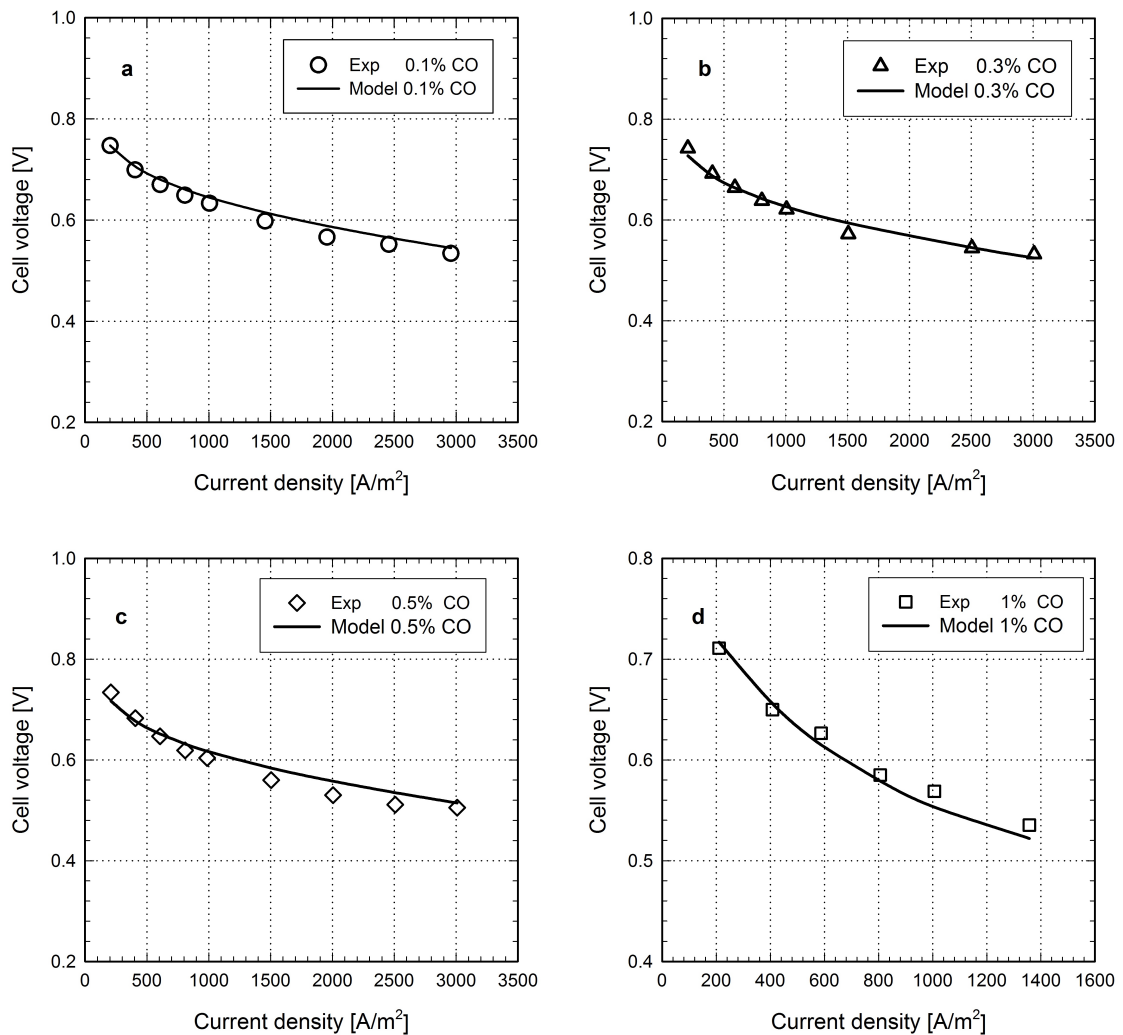 a
Exp 0.1% CO
Model 0.1% CO
1.0
0.8
0.6
0.4
0.2
Cell voltage [V]
0 500 1000 1500 2000 2500 3000 3500
Current density [A/m²]
b
Exp 0.3% CO
Model 0.3% CO
1.0
0.8
0.6
0.4
0.2
Cell voltage [V]
0 500 1000 1500 2000 2500 3000 3500
Current density [A/m²]
c
Exp 0.5% CO
Model 0.5% CO
1.0
0.8
0.6
0.4
0.2
Cell voltage [V]
0 500 1000 1500 2000 2500 3000 3500
Current density [A/m²]
d
Exp 1% CO
Model 1% CO
0.8
0.7
0.6
0.5
0.4
Cell voltage [V]
0 200 400 600 800 1000 1200 1400 1600
Current density [A/m²]